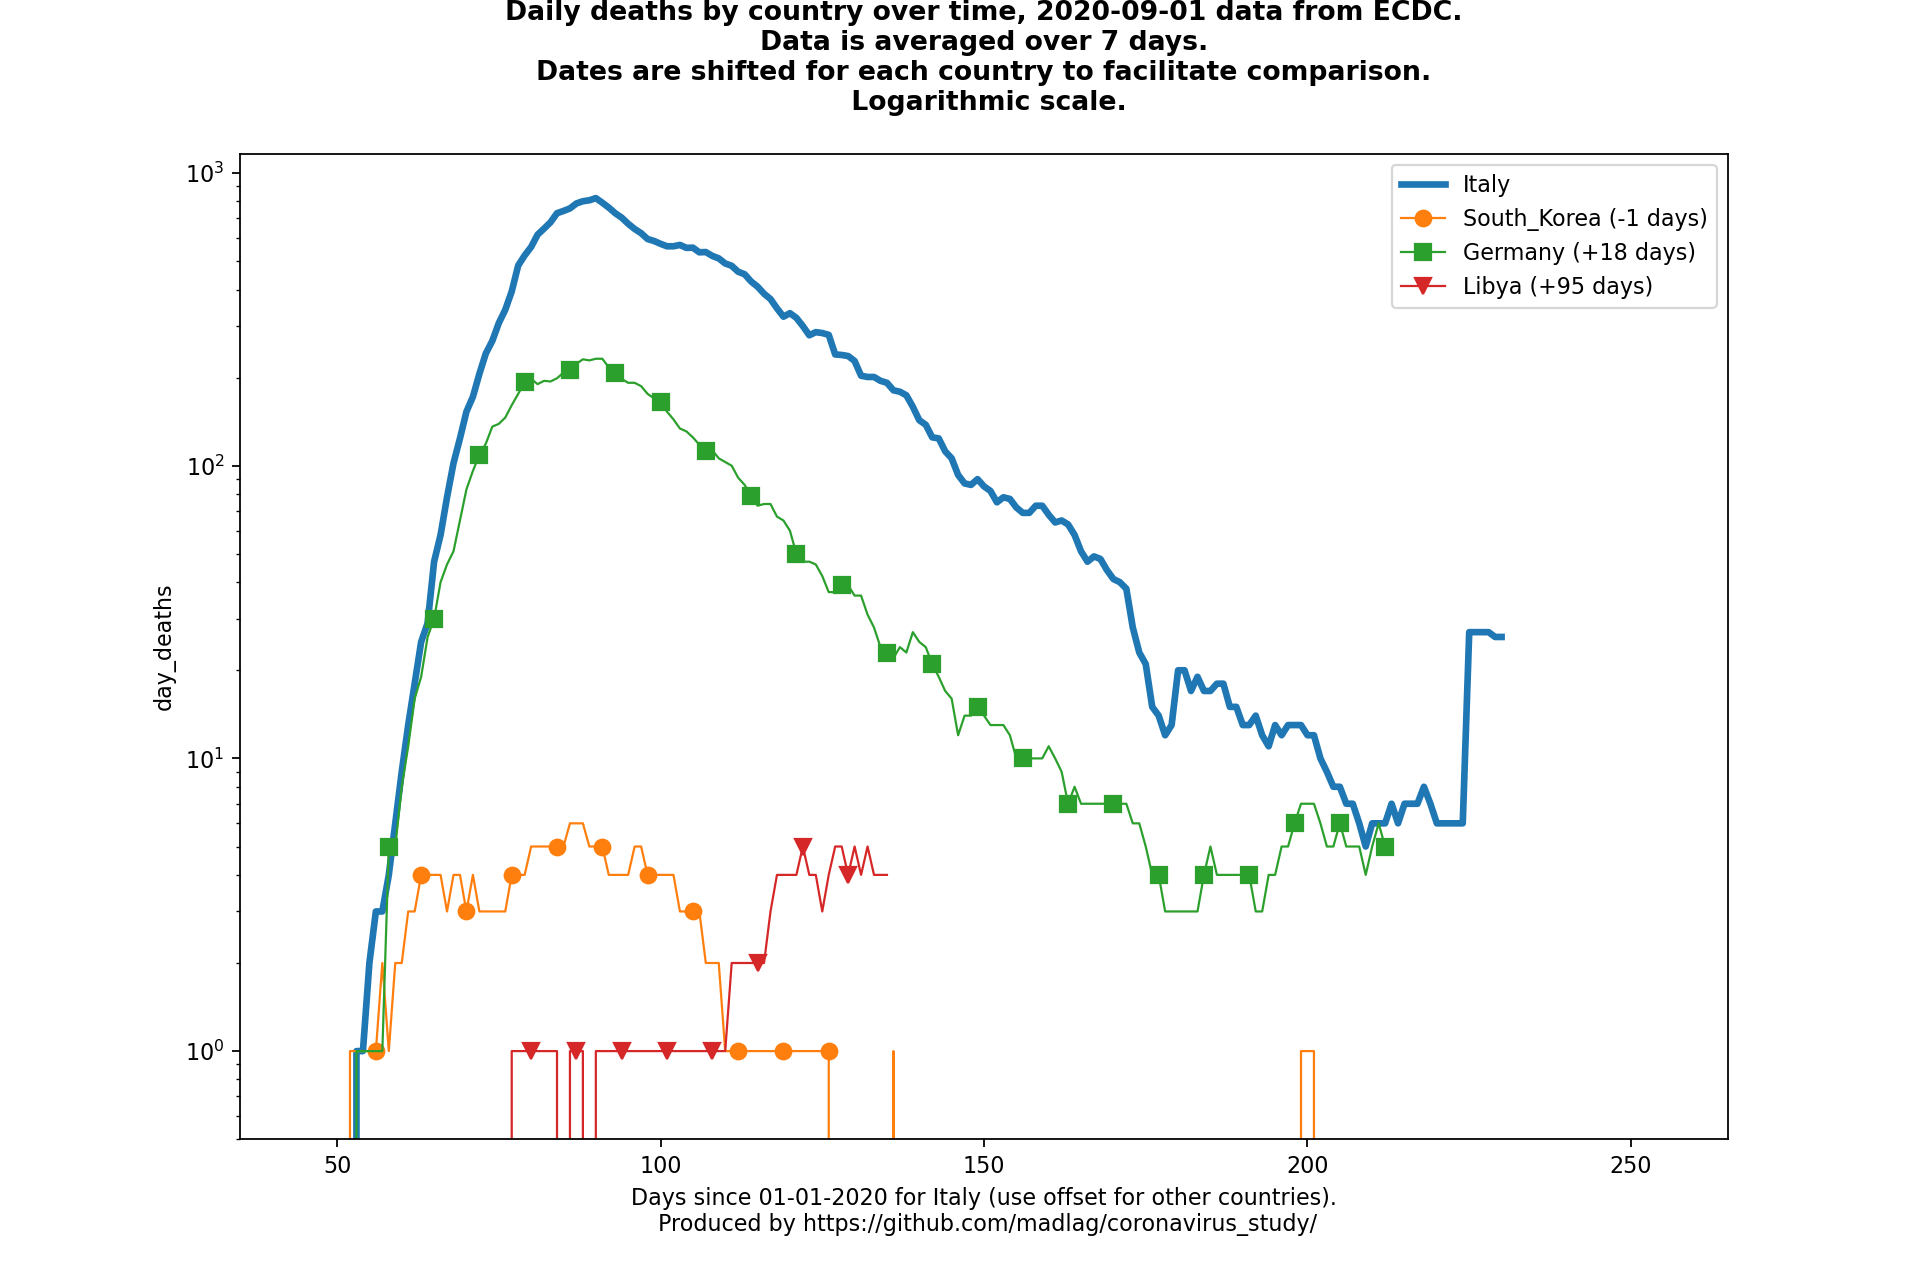 Daily deaths by country over time, 2020-09-01 data from ECDC.
Data is averaged over 7 days.
Dates are shifted for each country to facilitate comparison.
Logarithmic scale.
10³
10²
10¹
10⁰
day_deaths
Italy
South_Korea (-1 days)
Germany (+18 days)
Libya (+95 days)
50 100 150 200 250
Days since 01-01-2020 for Italy (use offset for other countries).
Produced by https://github.com/madlag/coronavirus_study/